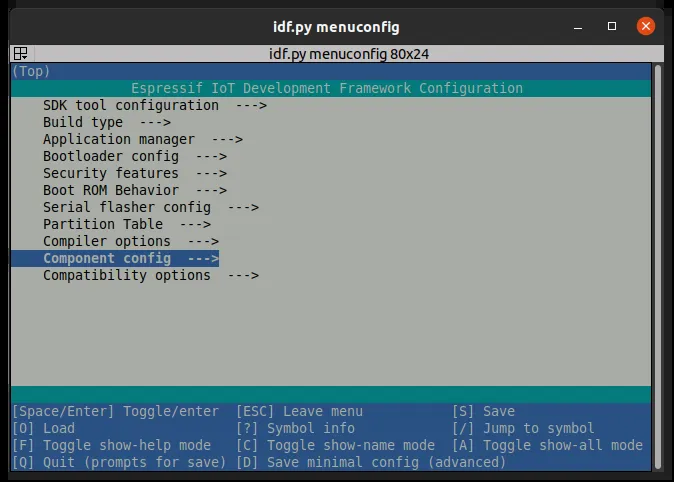 idf.py menuconfig
idf.py menuconfig 80x24
(Top)
Espressif IoT Development Framework Configuration
SDK tool configuration  --->
Build type  --->
Application manager  --->
Bootloader config  --->
Security features  --->
Boot ROM Behavior  --->
Serial flasher config  --->
Partition Table  --->
Compiler options  --->
Component config  --->
Compatibility options  --->
[Space/Enter] Toggle/enter  [ESC] Leave menu           [S] Save
[O] Load                    [?] Symbol info            [/] Jump to symbol
[F] Toggle show-help mode   [C] Toggle show-name mode  [A] Toggle show-all mode
[Q] Quit (prompts for save) [D] Save minimal config (advanced)